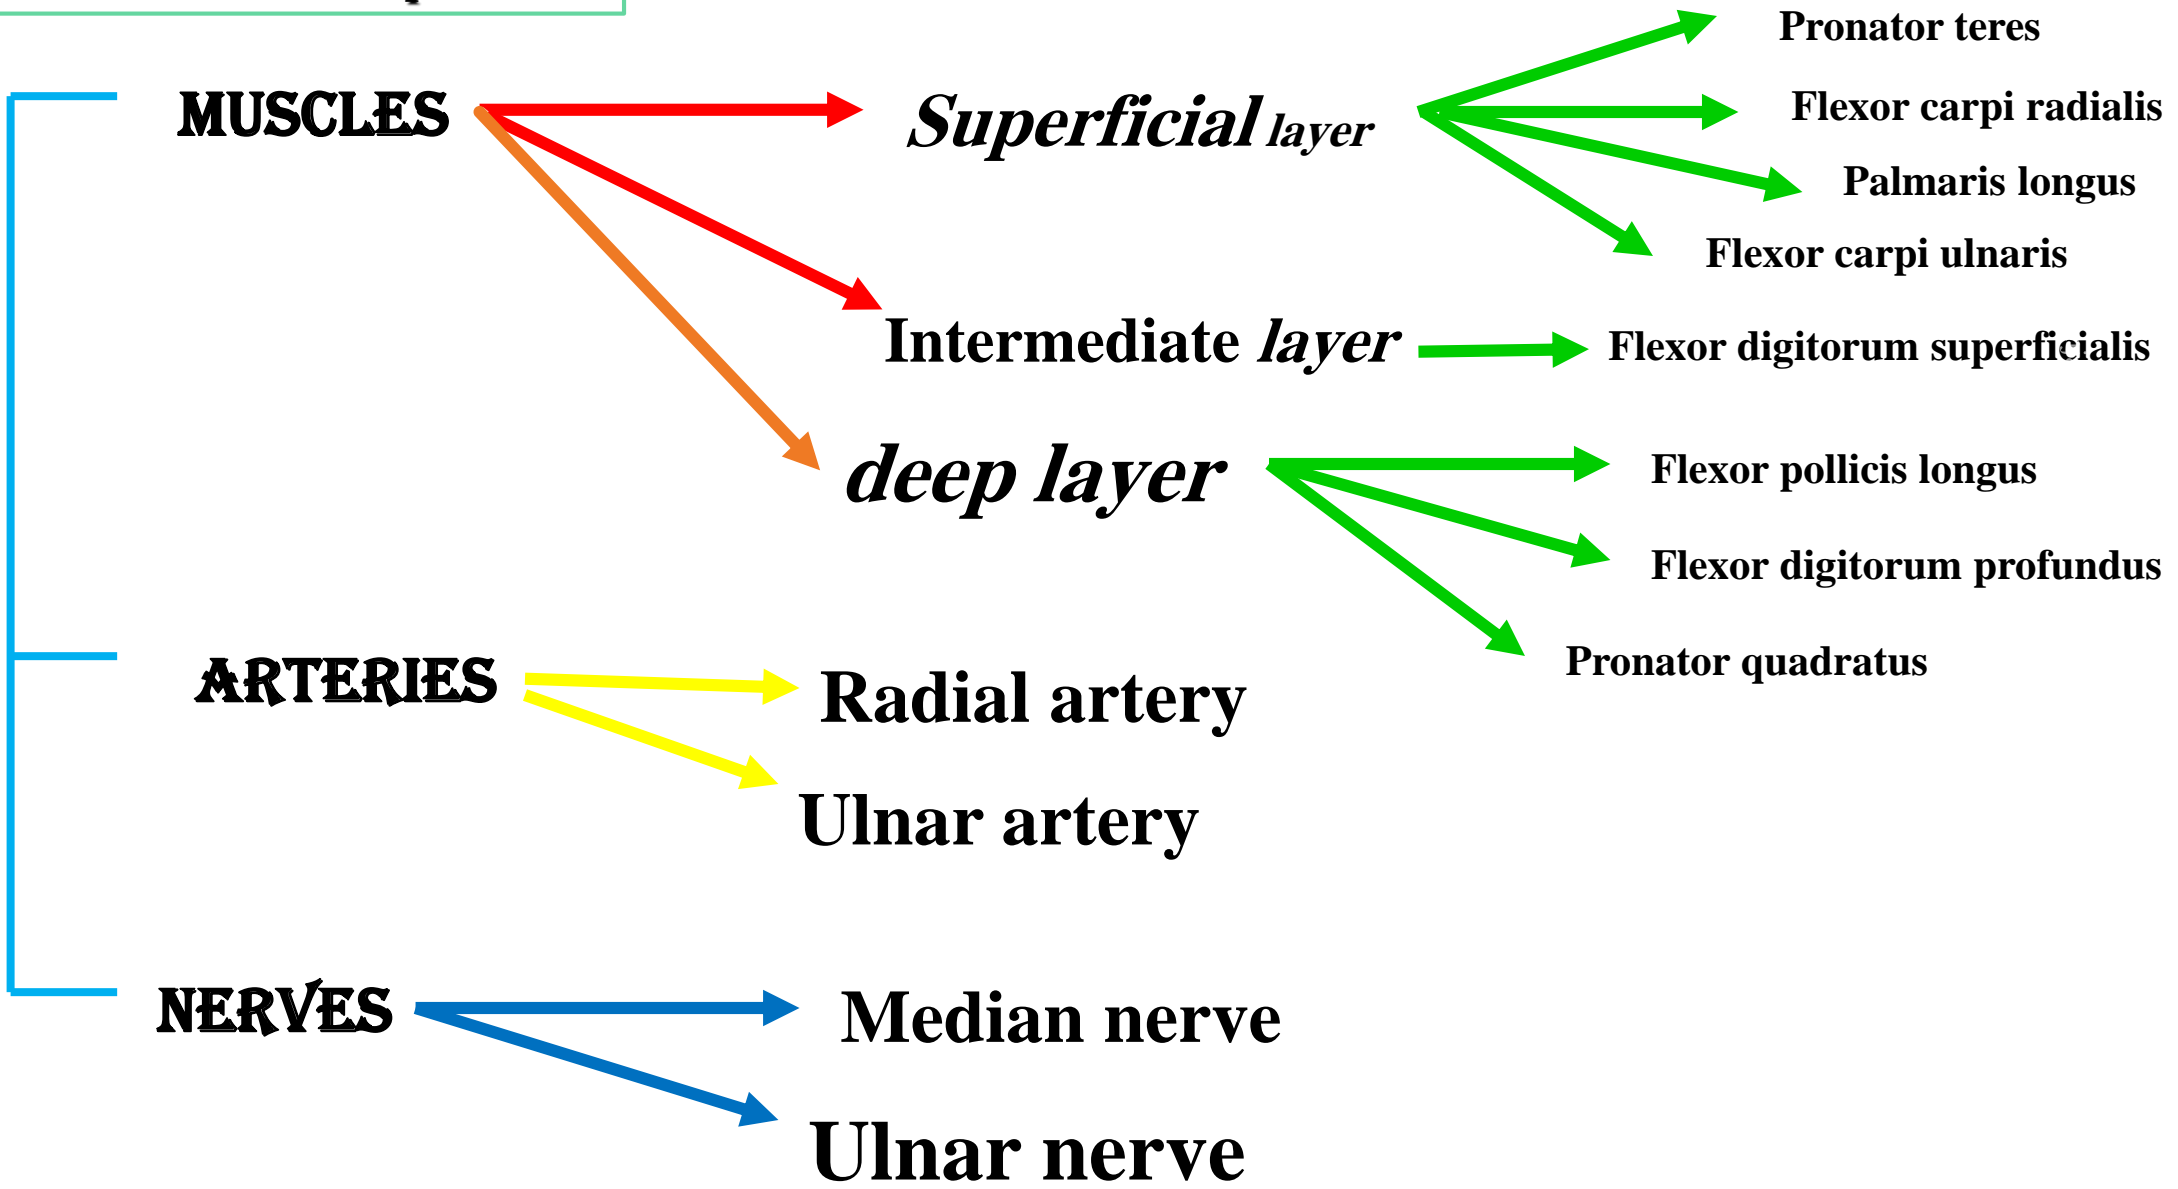 MUSCLES
Superficial layer
Pronator teres
Flexor carpi radialis
Palmaris longus
Flexor carpi ulnaris
Intermediate layer
Flexor digitorum superficialis
deep layer
Flexor pollicis longus
Flexor digitorum profundus
Pronator quadratus
ARTERIES
Radial artery
Ulnar artery
NERVES
Median nerve
Ulnar nerve